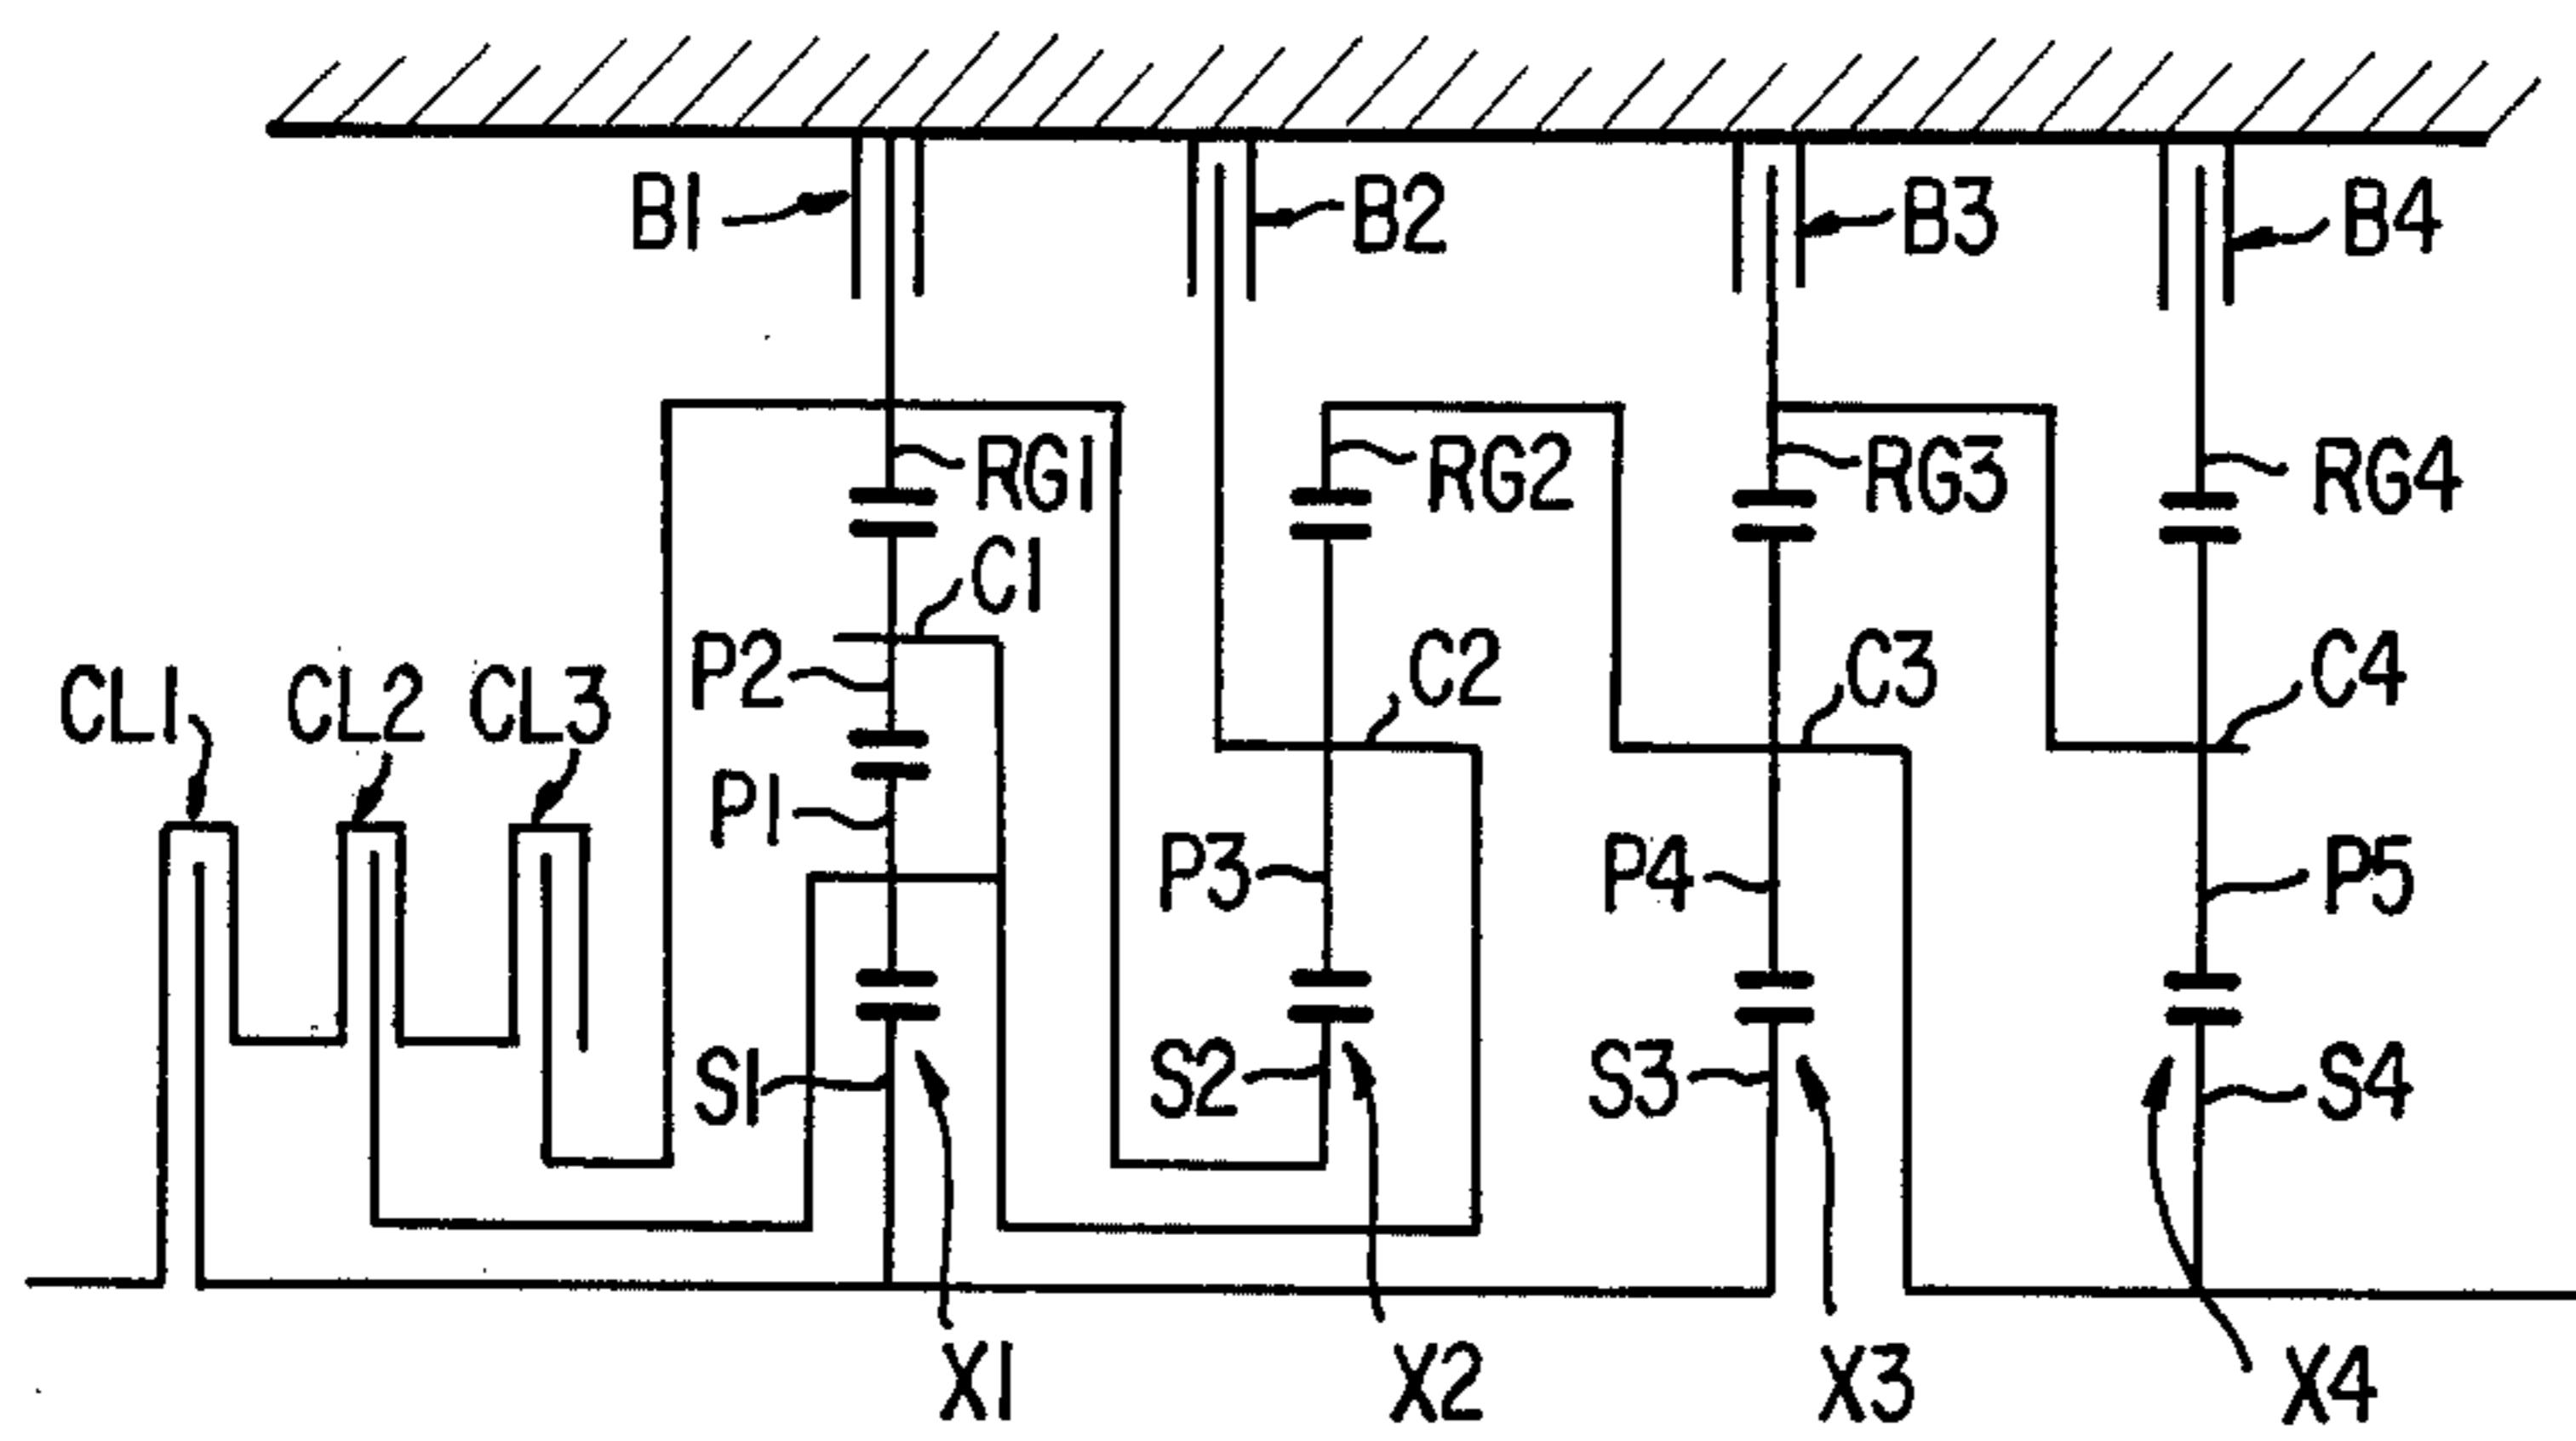 B1 B2 B3 B4
RG1 RG2 RG3 RG4
C1
P2 C2 C3 C4
CL1 CL2 CL3
P1
P3 P4 P5
S1 S2 S3 S4
X1 X2 X3 X4